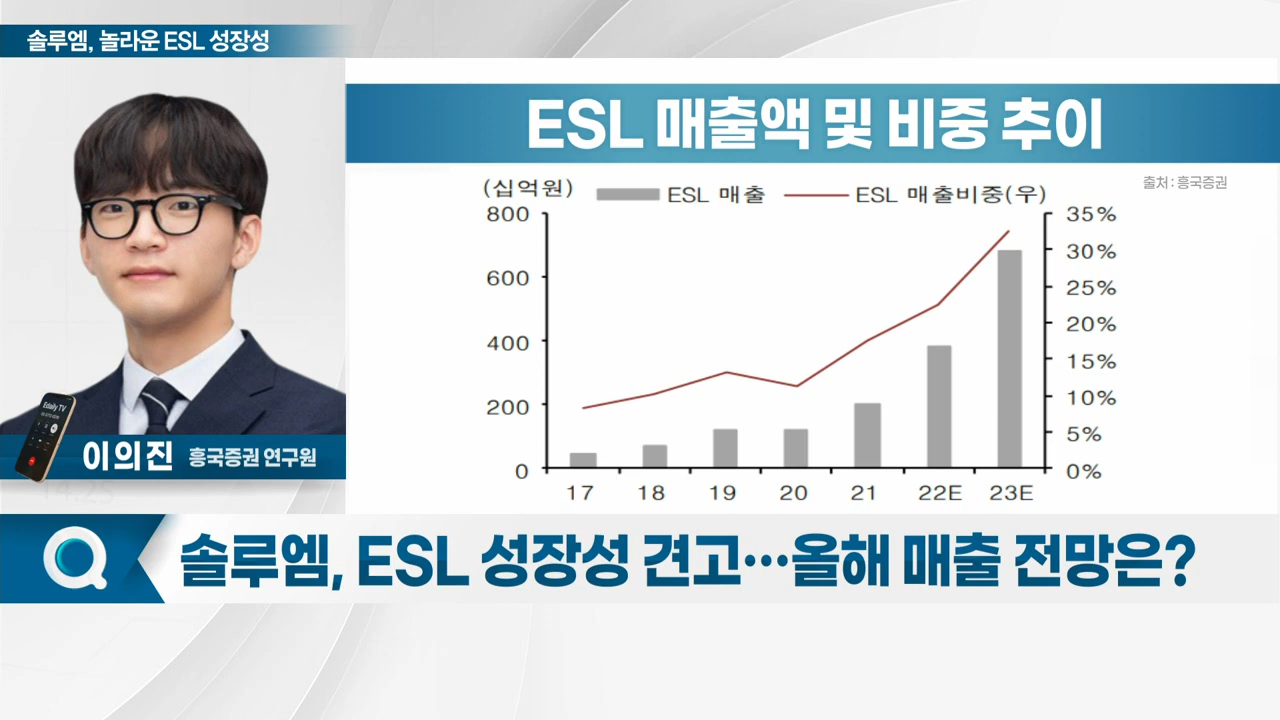 솔루엠, 놀라운 ESL 성장성
ESL 매출액 및 비중 추이
출처 : 흥국증권
(십억원)
ESL 매출
ESL 매출비중(우)
800
600
400
200
0
35%
30%
25%
20%
15%
10%
5%
0%
17 18 19 20 21 22E 23E
Edaily TV
이의진 흥국증권 연구원
14:25
솔루엠, ESL 성장성 견고…올해 매출 전망은?